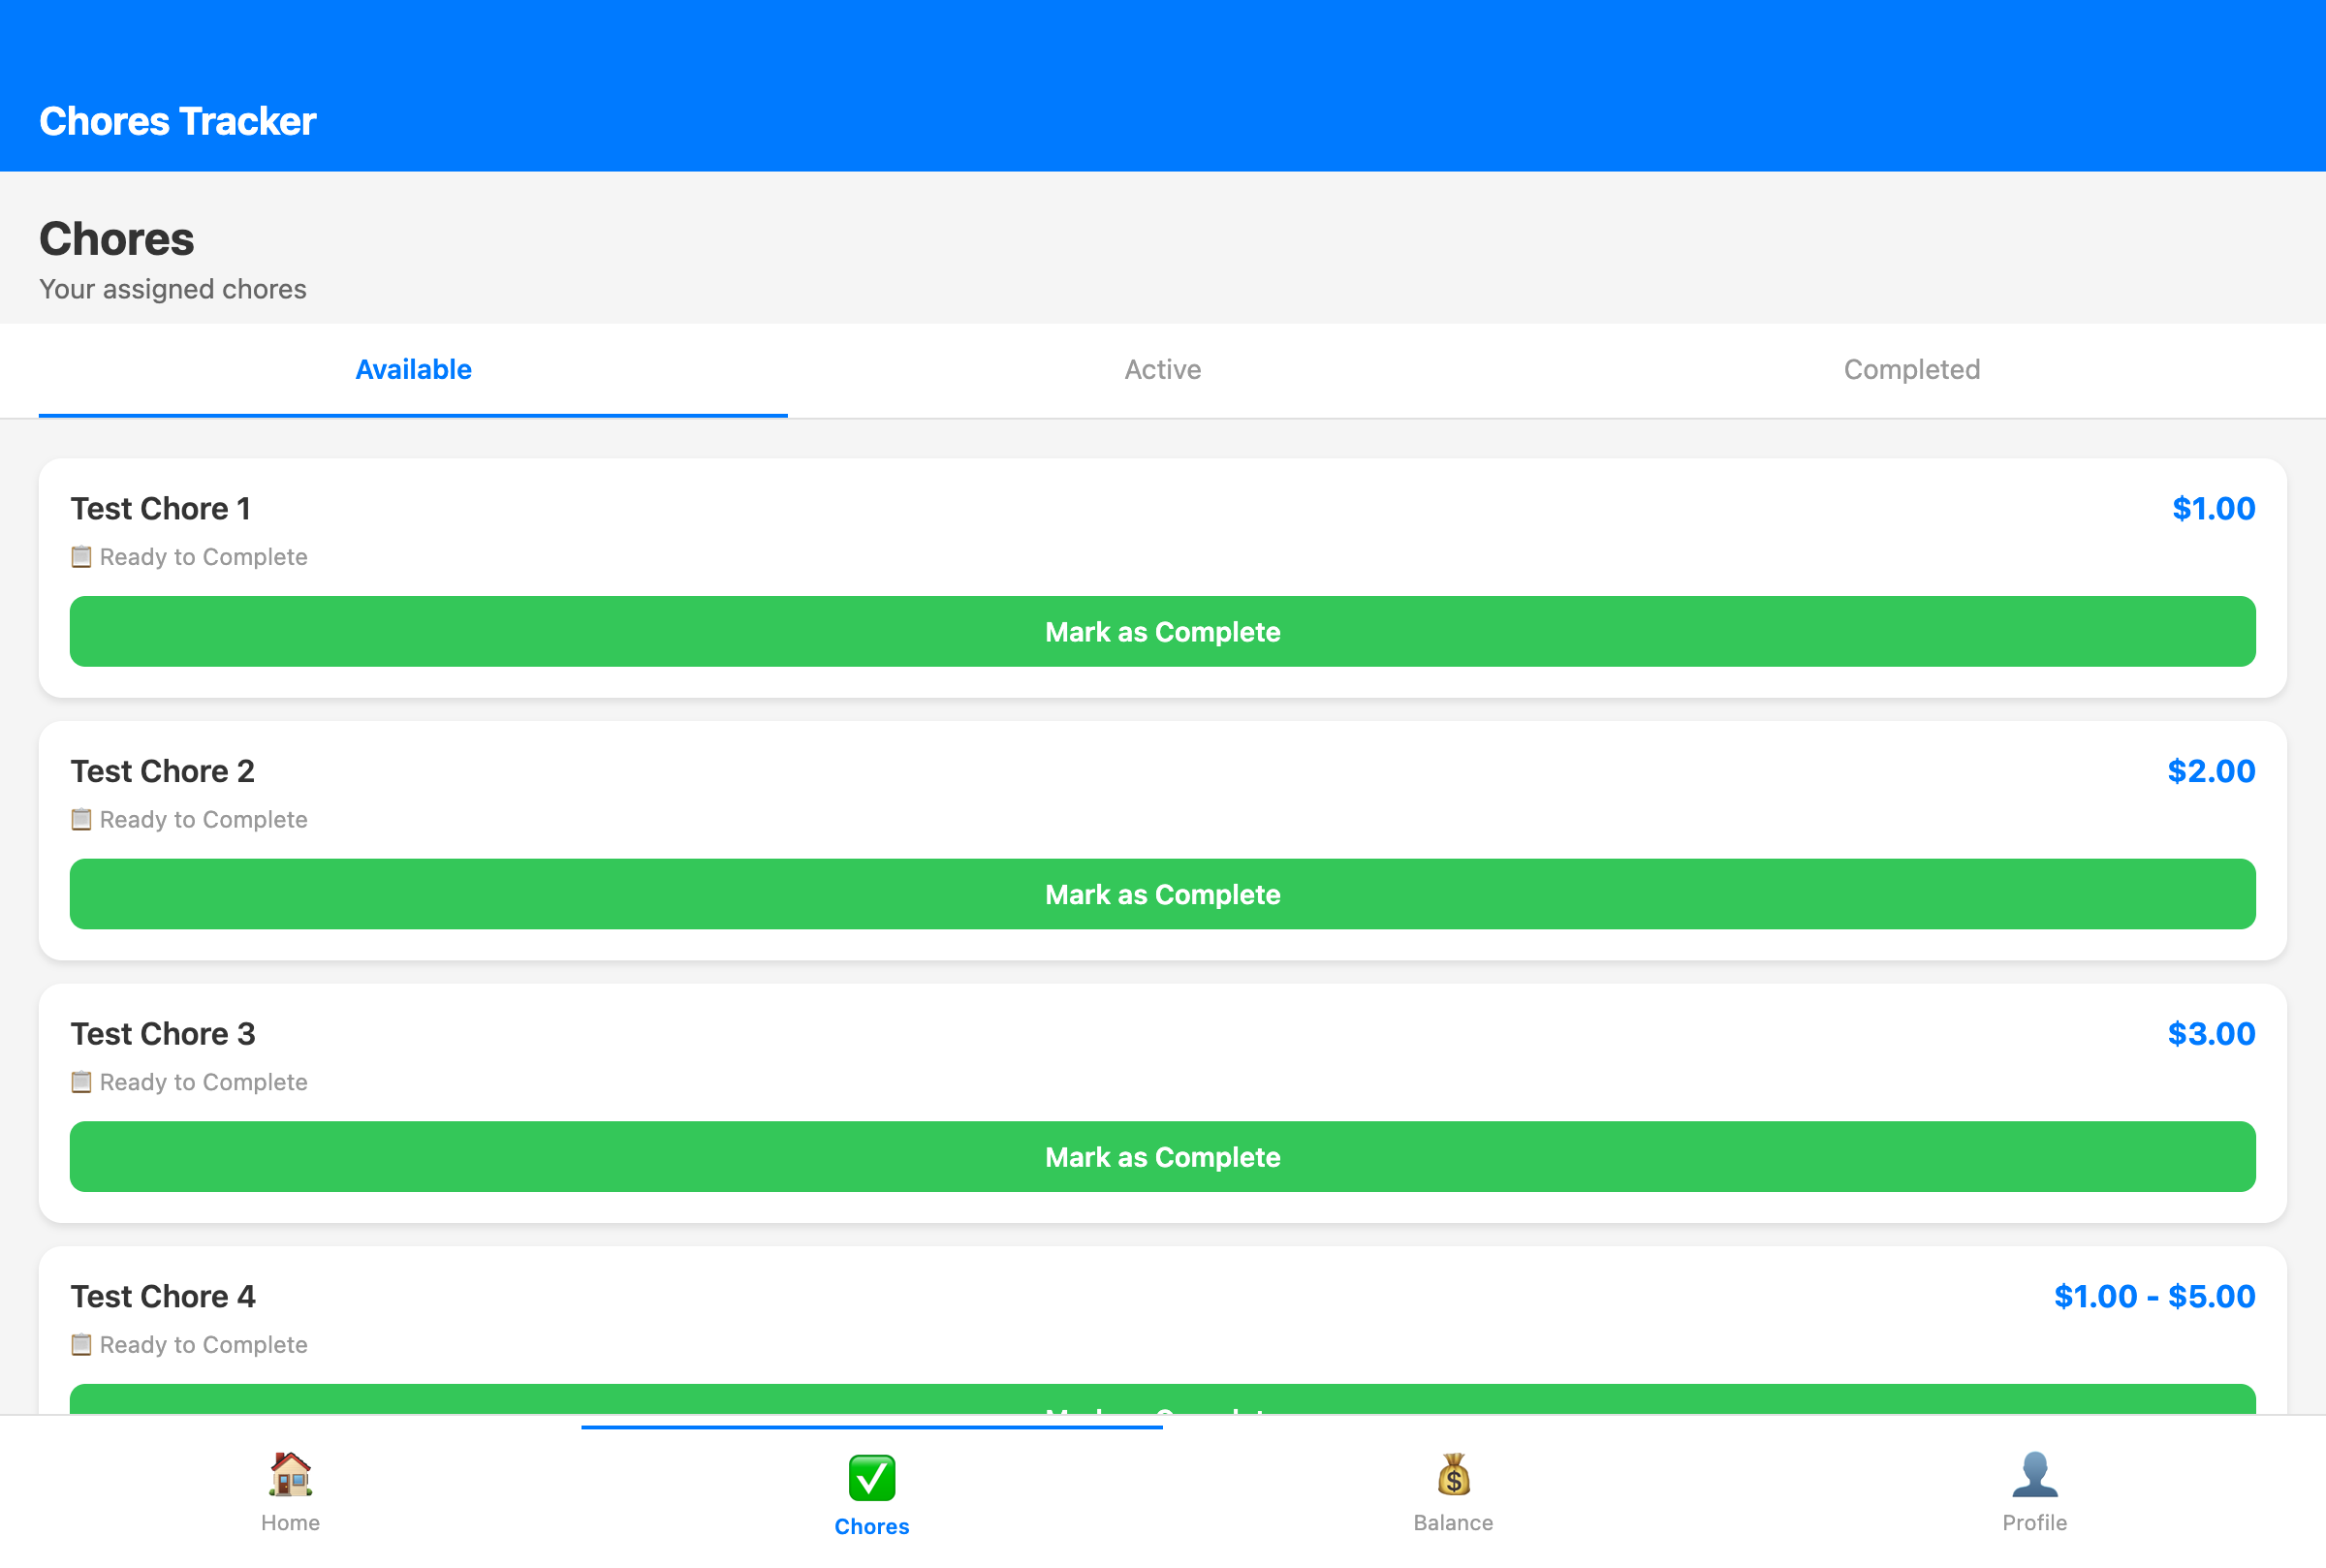 Chores Tracker
Chores
Your assigned chores
Available Active Completed
Test Chore 1 $1.00
Ready to Complete
Mark as Complete
Test Chore 2 $2.00
Ready to Complete
Mark as Complete
Test Chore 3 $3.00
Ready to Complete
Mark as Complete
Test Chore 4 $1.00 - $5.00
Ready to Complete
Home Chores Balance Profile